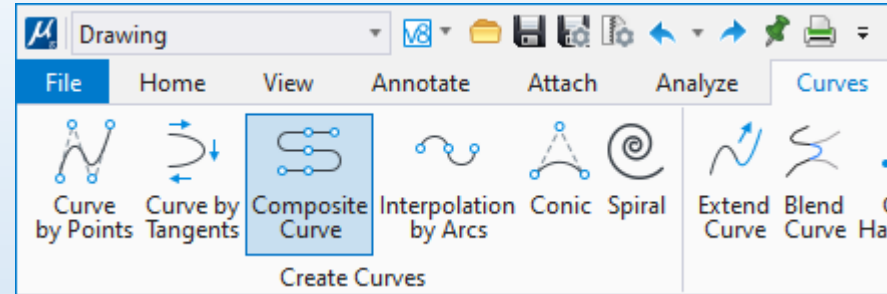 Drawing
V8
File Home View Annotate Attach Analyze Curves
Curve by Points Curve by Tangents Composite Curve Interpolation by Arcs Conic Spiral Extend Curve Blend Curve
Create Curves